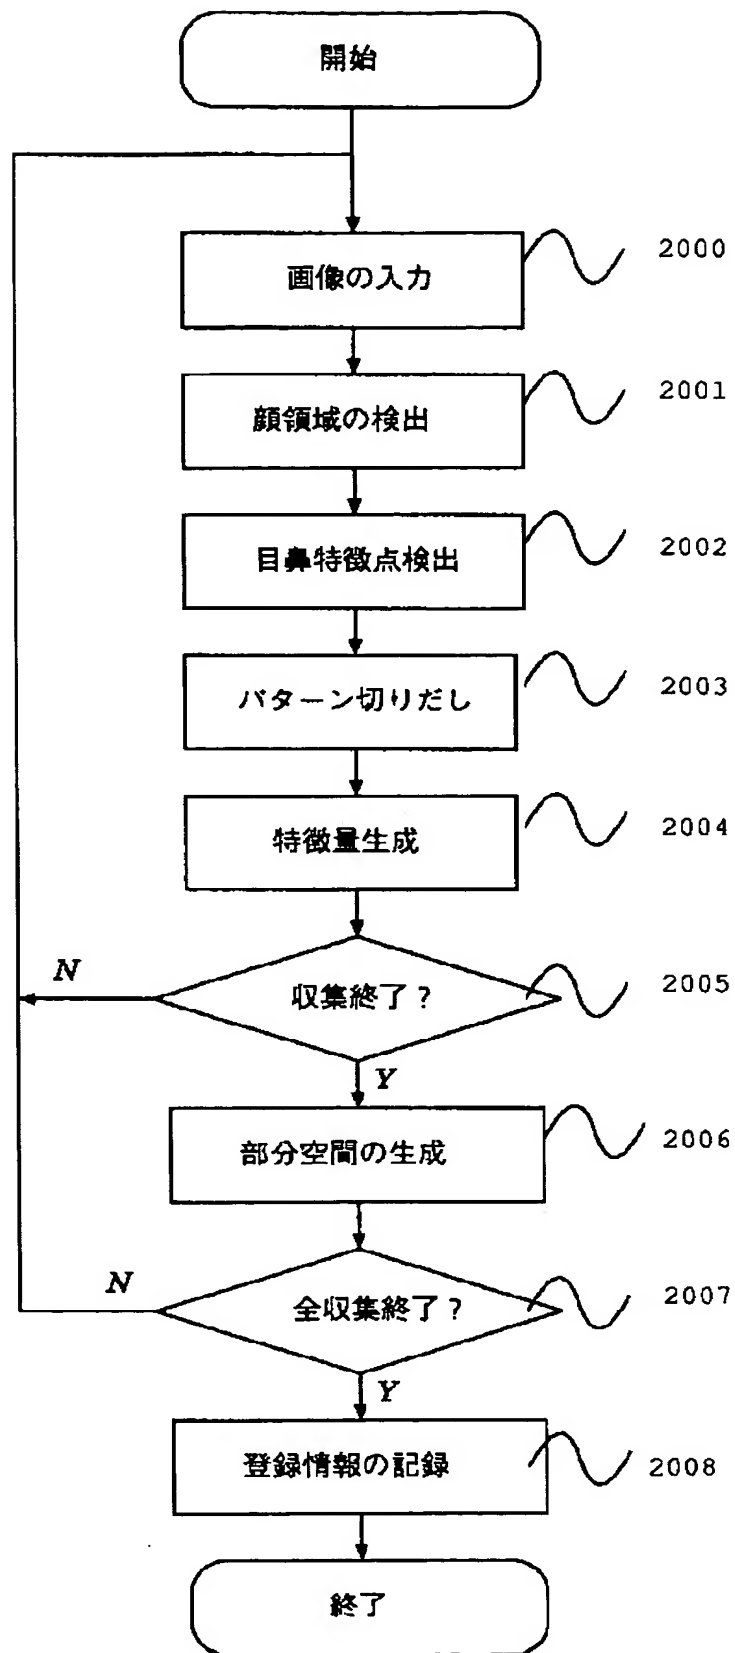 開始
画像の入力
2000
顔領域の検出
2001
目鼻特徴点検出
2002
パターン切りだし
2003
特徴量生成
2004
N
収集終了？
2005
Y
部分空間の生成
2006
N
全収集終了？
2007
Y
登録情報の記録
2008
終了